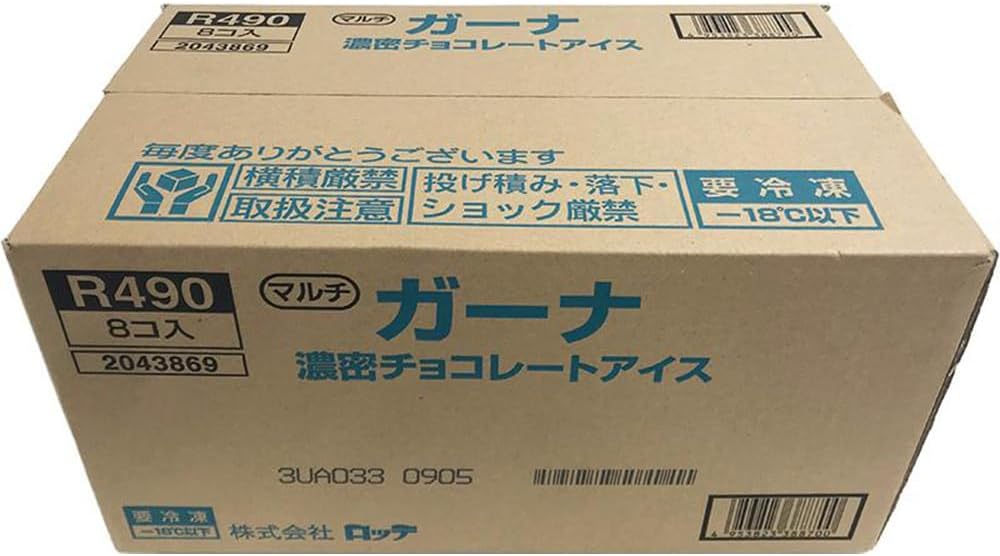 R490
8コ入
2043869
マルチ
ガーナ
濃密チョコレートアイス
毎度ありがとうございます
横積厳禁
取扱注意
投げ積み・落下・
ショック厳禁
要冷凍
−18℃以下
R490
8コ入
2043869
マルチ
ガーナ
濃密チョコレートアイス
3UA033 0905
要冷凍
−18℃以下
株式会社 ロッテ